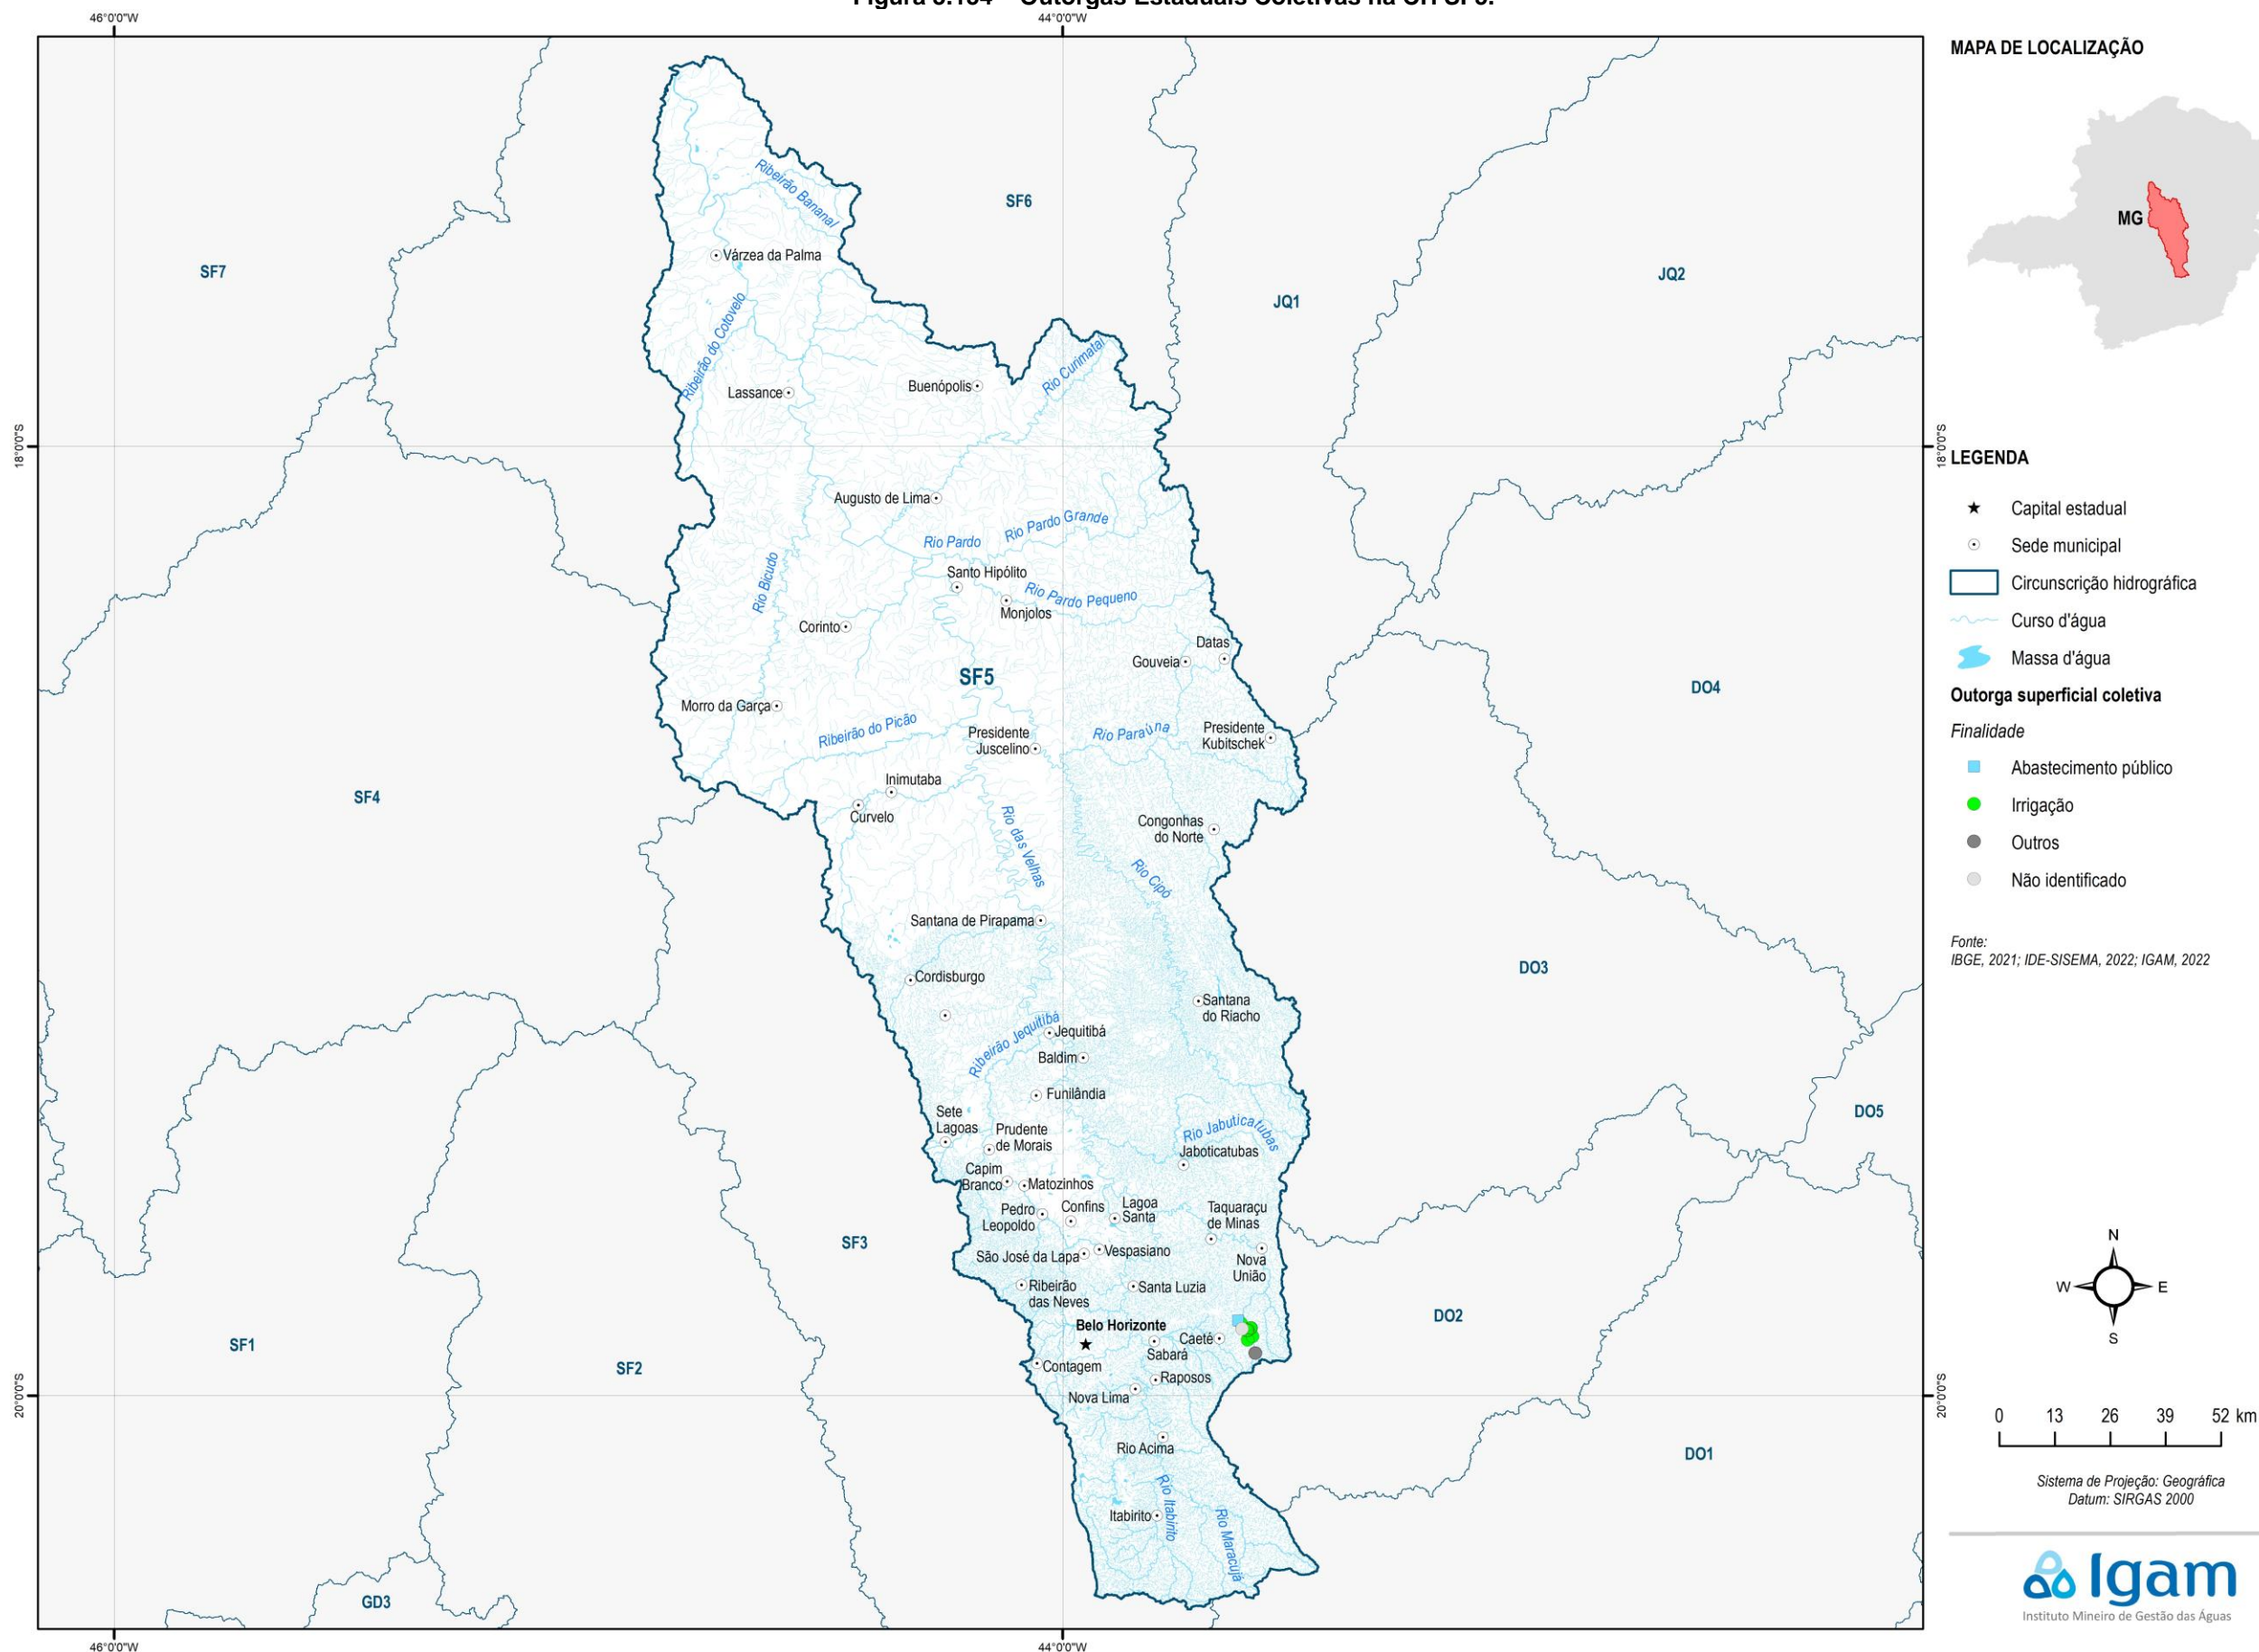 46°0'0"W
44°0'0"W
SF7
SF6
JQ1
JQ2
Ribeirão Bananal
Várzea da Palma
Ribeirão do Cotovelo
Lassance
Buenópolis
Rio Curimataí
18°0'0"S
18°0'0"S
Augusto de Lima
Rio Pardo
Rio Pardo Grande
Rio Bicudo
Santo Hipólito
Rio Pardo Pequeno
Monjolos
Corinto
Datas
Gouveia
SF5
DO4
Morro da Garça
Ribeirão do Picão
Presidente
Juscelino
Rio Paraúna
Presidente
Kubitschek
Inimutaba
Curvelo
SF4
Rio das Velhas
Congonhas
do Norte
Rio Cipó
Santana de Pirapama
Cordisburgo
DO3
Santana
do Riacho
Ribeirão Jequitibá
Jequitibá
Baldim
Funilândia
DO5
Sete
Lagoas
Prudente
de Morais
Rio Jabuticatubas
Jaboticatubas
Capim
Branco
Matozinhos
Pedro
Leopoldo
Confins
Lagoa
Santa
Taquaraçu
de Minas
SF3
São José da Lapa
Vespasiano
Nova
União
Ribeirão
das Neves
Santa Luzia
DO2
Belo Horizonte
Caeté
Sabará
SF1
SF2
Contagem
Raposos
Nova Lima
20°0'0"S
20°0'0"S
Rio Acima
DO1
Rio Itabirito
Itabirito
Rio Maracujá
GD3
46°0'0"W
44°0'0"W
MAPA DE LOCALIZAÇÃO
MG
LEGENDA
Capital estadual
Sede municipal
Circunscrição hidrográfica
Curso d'água
Massa d'água
Outorga superficial coletiva
Finalidade
Abastecimento público
Irrigação
Outros
Não identificado
Fonte:
IBGE, 2021; IDE-SISEMA, 2022; IGAM, 2022
N
W E
S
0 13 26 39 52 km
Sistema de Projeção: Geográfica
Datum: SIRGAS 2000
Igam
Instituto Mineiro de Gestão das Águas